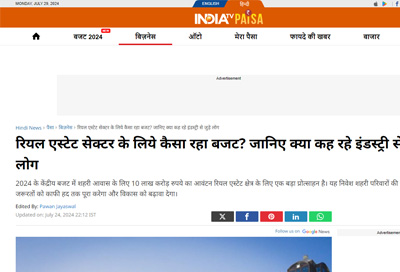 MONDAY, JULY 29, 2024
ENGLISH हिन्दी
INDIA TV पैसा
बजट 2024 NEW बिज़नेस ऑटो मेरा पैसा फायदे की खबर बाजार
Advertisement
Hindi News › पैसा › बिज़नेस › रियल एस्टेट सेक्टर के लिये कैसा रहा बजट? जानिए क्या कह रहे इंडस्ट्री से जुड़े लोग
रियल एस्टेट सेक्टर के लिये कैसा रहा बजट? जानिए क्या कह रहे इंडस्ट्री से
लोग
2024 के केंद्रीय बजट में शहरी आवास के लिए 10 लाख करोड़ रुपये का आवंटन रियल एस्टेट क्षेत्र के लिए एक बड़ा प्रोत्साहन है। यह निवेश शहरी परिवारों की
जरूरतों को काफी हद तक पूरा करेगा और विकास को बढ़ावा देगा।
Edited By: Pawan Jayaswal
Updated on: July 24, 2024 22:12 IST
Follow us on Google News
Advertisement